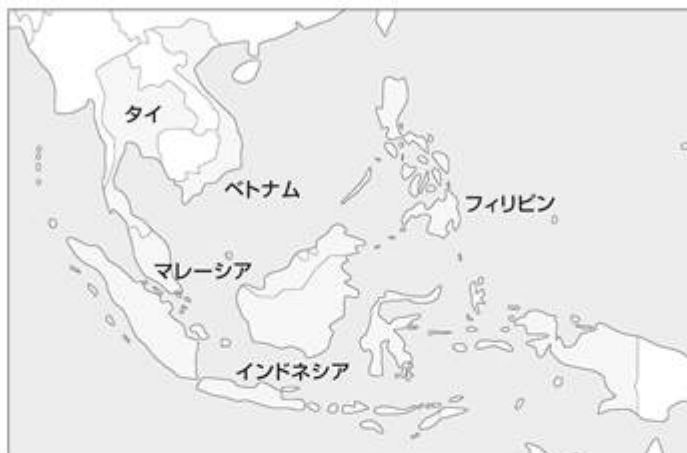 タイ
ベトナム
フィリピン
マレーシア
インドネシア